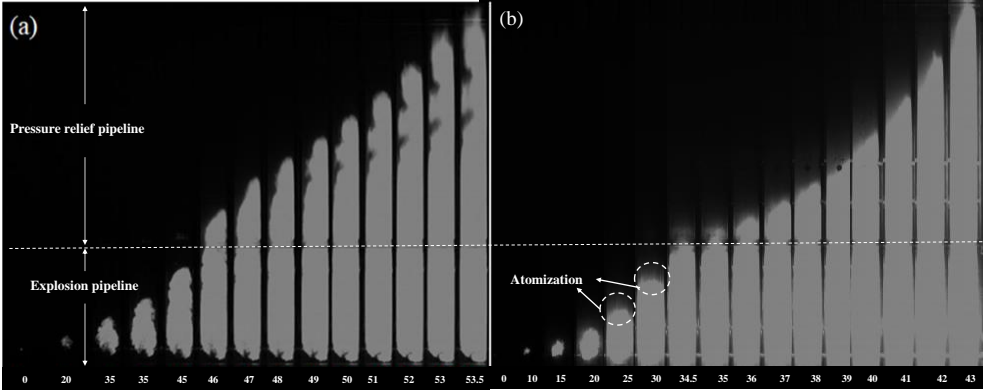 (a)
Pressure relief pipeline
Explosion pipeline
0 20 35 35 45 46 47 48 49 50 51 52 53 53.5
(b)
Atomization
0 10 15 20 25 30 34.5 35 36 37 38 39 40 41 42 43